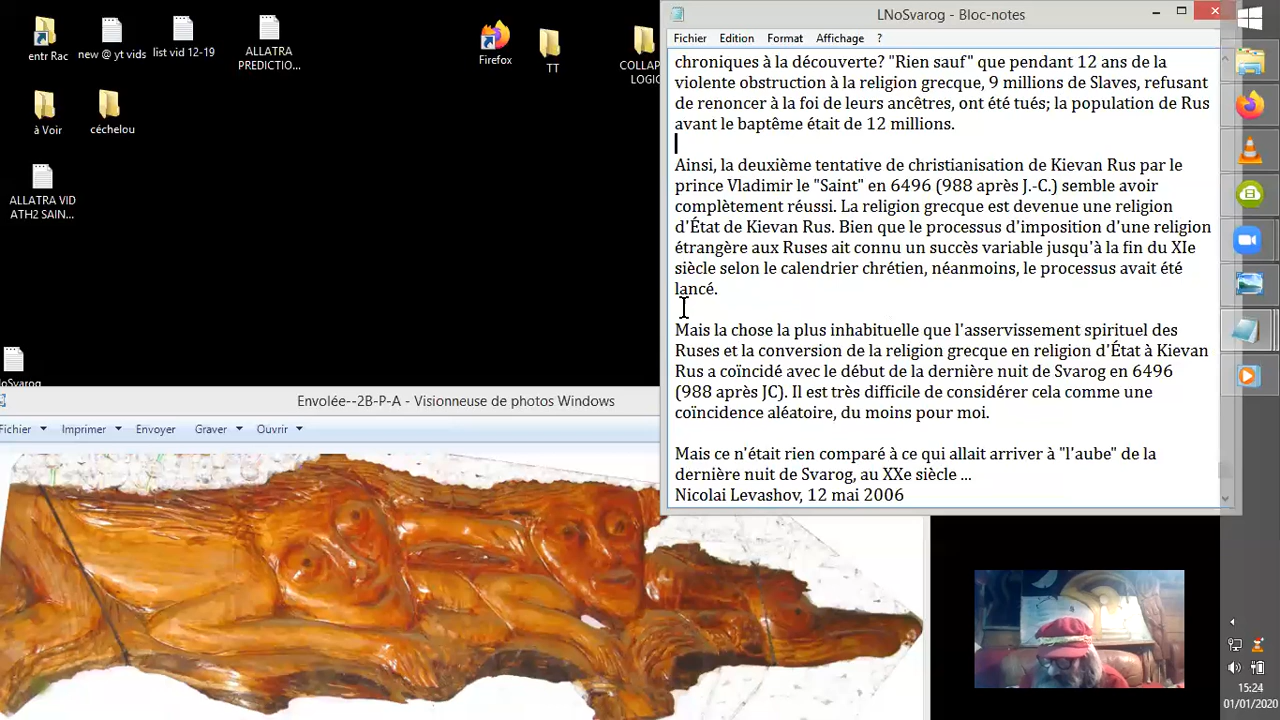 entr Rac
new @ yt vids
list vid 12-19
ALLATRA
PREDICTIO...
Firefox
TT
COLLAP
LOGIC
à Voir
céchelou
ALLATRA VID
ATH2 SAIN...
LNoSvarog - Bloc-notes
Fichier Edition Format Affichage ?
chroniques à la découverte? "Rien sauf" que pendant 12 ans de la
violente obstruction à la religion grecque, 9 millions de Slaves, refusant
de renoncer à la foi de leurs ancêtres, ont été tués; la population de Rus
avant le baptême était de 12 millions.
Ainsi, la deuxième tentative de christianisation de Kievan Rus par le
prince Vladimir le "Saint" en 6496 (988 après J.-C.) semble avoir
complètement réussi. La religion grecque est devenue une religion
d'État de Kievan Rus. Bien que le processus d'imposition d'une religion
étrangère aux Ruses ait connu un succès variable jusqu'à la fin du XIe
siècle selon le calendrier chrétien, néanmoins, le processus avait été
lancé.
Mais la chose la plus inhabituelle que l'asservissement spirituel des
Ruses et la conversion de la religion grecque en religion d'État à Kievan
Rus a coïncidé avec le début de la dernière nuit de Svarog en 6496
(988 après JC). Il est très difficile de considérer cela comme une
coïncidence aléatoire, du moins pour moi.
Mais ce n'était rien comparé à ce qui allait arriver à "l'aube" de la
dernière nuit de Svarog, au XXe siècle ...
Nicolai Levashov, 12 mai 2006
NoSvarog
Envolée--2B-P-A - Visionneuse de photos Windows
Fichier Imprimer Envoyer Graver Ouvrir
15:24
01/01/2020